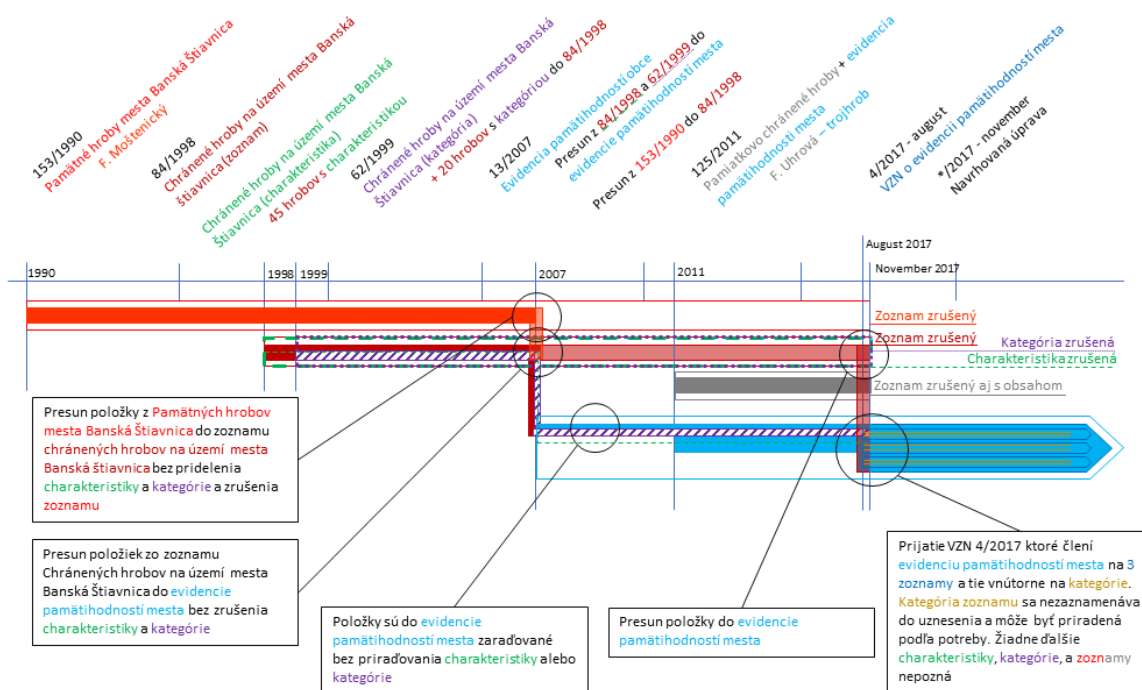 153/1990
Pamätné hroby mesta Banská Štiavnica
F. Moštenický
84/1998
Chránené hroby na území mesta Banská
štiavnica (zoznam)
Chránené hroby na území mesta Banská
Štiavnica (charakteristika)
45 hrobov s charakteristikou
62/1999
Chránené hroby na území mesta Banská
Štiavnica (kategória)
+ 20 hrobov s kategóriou do 84/1998
13/2007
Evidencia pamätihodností obce
Presun z 84/1998 a 62/1999 do
evidencie pamätihodností mesta
Presun z 153/1990 do 84/1998
125/2011
Pamiatkovo chránené hroby + evidencia
pamätihodností mesta
F. Uhrová – trojhrob
4/2017 - august
VZN o evidencii pamätihodností mesta
*/2017 - november
Navrhovaná úprava
August 2017
1990
1998
1999
2007
2011
November 2017
Zoznam zrušený
Zoznam zrušený
Kategória zrušená
Charakteristika zrušená
Zoznam zrušený aj s obsahom
Presun položky z Pamätných hrobov
mesta Banská Štiavnica do zoznamu
chránených hrobov na území mesta
Banská štiavnica bez pridelenia
charakteristiky a kategórie a zrušenia
zoznamu
Presun položiek zo zoznamu
Chránených hrobov na území mesta
Banská Štiavnica do evidencie
pamätihodností mesta bez zrušenia
charakteristiky a kategórie
Položky sú do evidencie
pamätihodností mesta zaraďované
bez priraďovania charakteristiky alebo
kategórie
Presun položky do evidencie
pamätihodností mesta
Prijatie VZN 4/2017 ktoré člení
evidenciu pamätihodností mesta na 3
zoznamy a tie vnútorne na kategórie.
Kategória zoznamu sa nezaznamenáva
do uznesenia a môže byť priradená
podľa potreby. Žiadne ďalšie
charakteristiky, kategórie, a zoznamy
nepozná